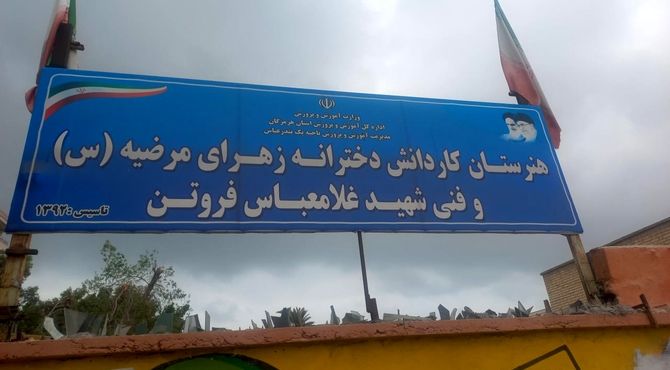 وزارت آموزش و پرورش
اداره کل آموزش و پرورش استان هرمزگان
مدیریت آموزش و پرورش ناحیه یک بندرعباس
هنرستان کاردانش دخترانه زهرای مرضیه (س)
و فنی شهید غلامعباس فروتن
تاسیس: ۱۳۹۲